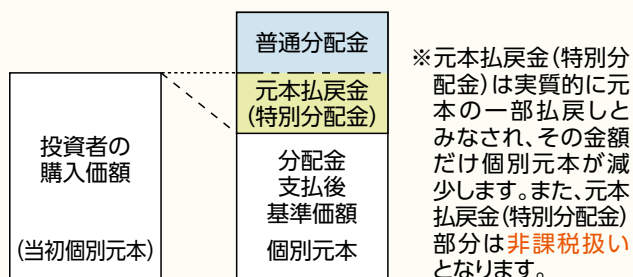 普通分配金
元本払戻金
(特別分配金)
投資者の
購入価額
(当初個別元本)
分配金
支払後
基準価額
個別元本
※元本払戻金(特別分
配金)は実質的に元
本の一部払戻しと
みなされ、その金額
だけ個別元本が減
少します。また、元本
払戻金(特別分配金)
部分は非課税扱い
となります。